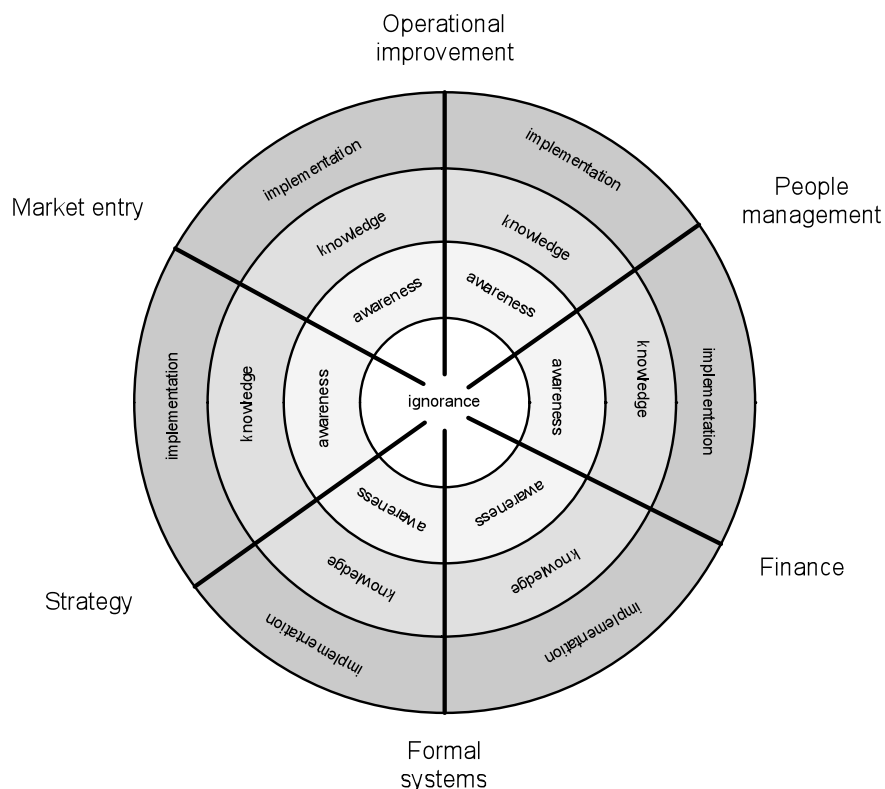 Operational
improvement
implementation
implementation
People
management
Market entry
knowledge
knowledge
awareness
awareness
implementation
knowledge
awareness
ignorance
awareness
knowledge
implementation
awareness
awareness
knowledge
knowledge
Finance
Strategy
implementation
implementation
Formal
systems